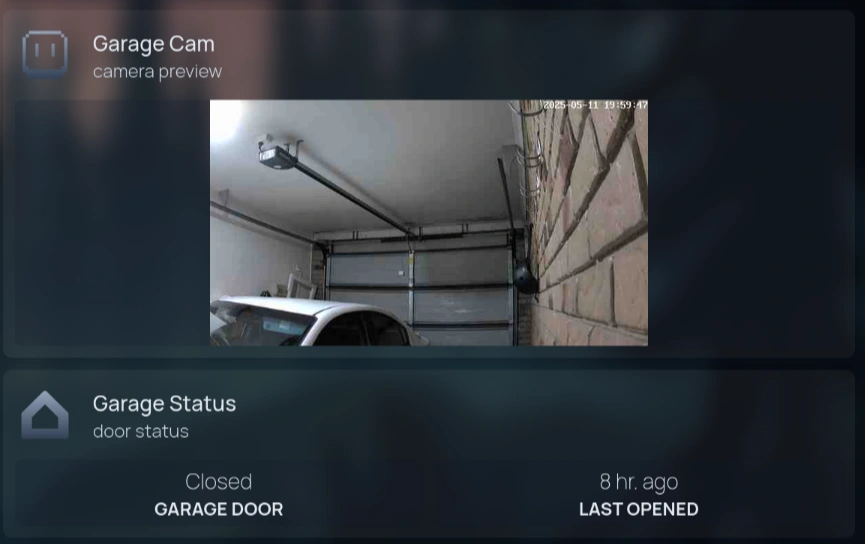 Garage Cam
camera preview
2025-05-11 19:59:47
Garage Status
door status
Closed
GARAGE DOOR
8 hr. ago
LAST OPENED